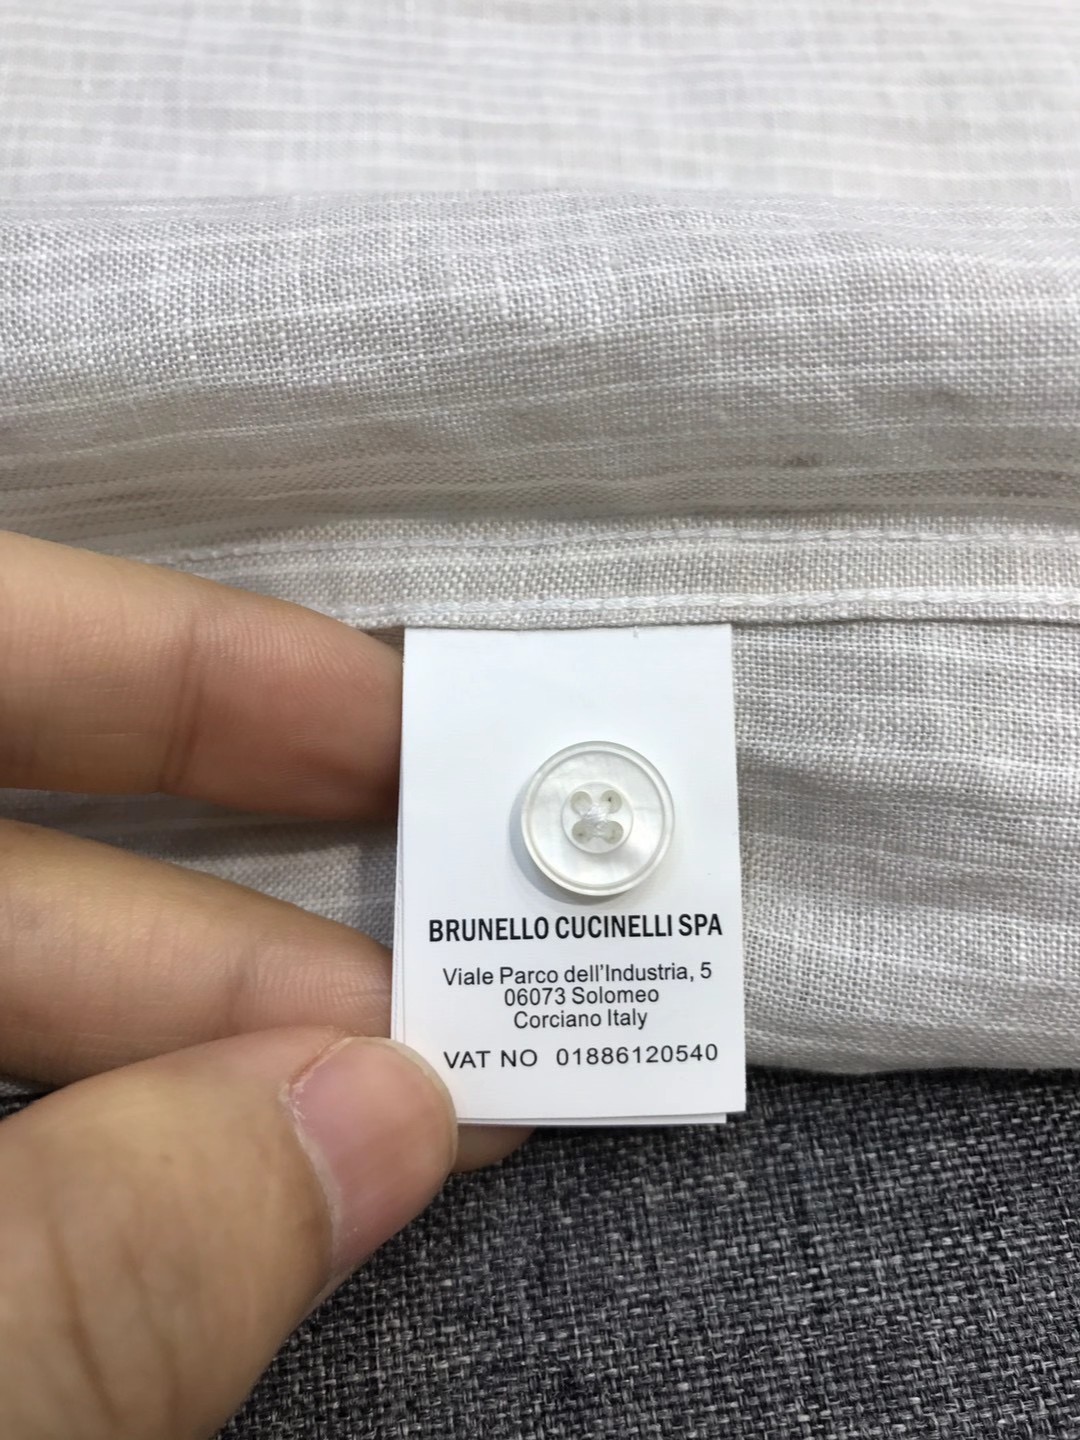 BRUNELLO CUCINELLI SPA
Viale Parco dell'Industria, 5
06073 Solomeo
Corciano Italy
VAT NO 01886120540